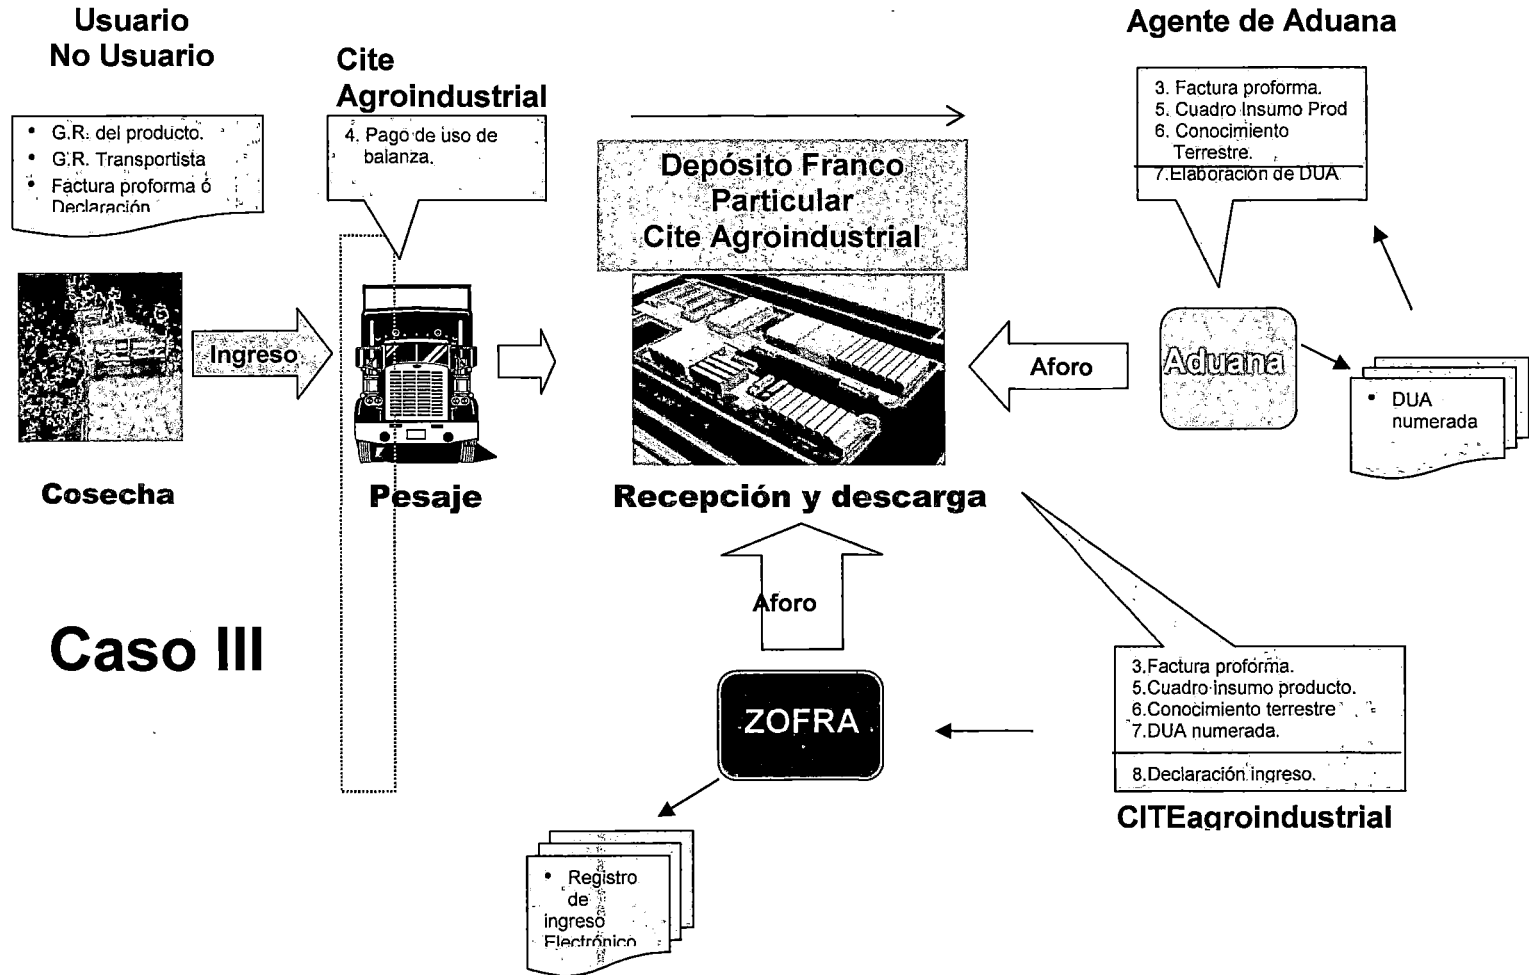 Usuario
No Usuario
• G.R. del producto.
• G.R. Transportista
• Factura proforma ó
Declaración
Cosecha
Ingreso
Cite
Agroindustrial
4. Pago de uso de
balanza.
Pesaje
Depósito Franco
Particular
Cite Agroindustrial
Recepción y descarga
Aforo
Agente de Aduana
3. Factura proforma.
5. Cuadro Insumo Prod
6. Conocimiento
Terrestre.
7.Elaboración de DUA
Aduana
• DUA
numerada
Aforo
Caso III
ZOFRA
3.Factura proforma.
5.Cuadro insumo producto.
6.Conocimiento terrestre
7.DUA numerada.
8.Declaración ingreso.
CITEagroindustrial
• Registro
de
ingreso
Electrónico